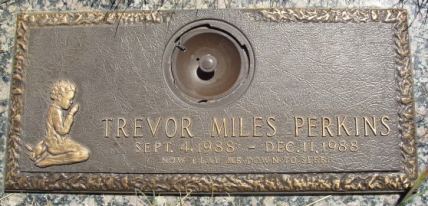 TREVOR MILES PERKINS
SEPT. 4, 1988 - DEC. 11, 1988
NOW I LAY ME DOWN TO SLEEP